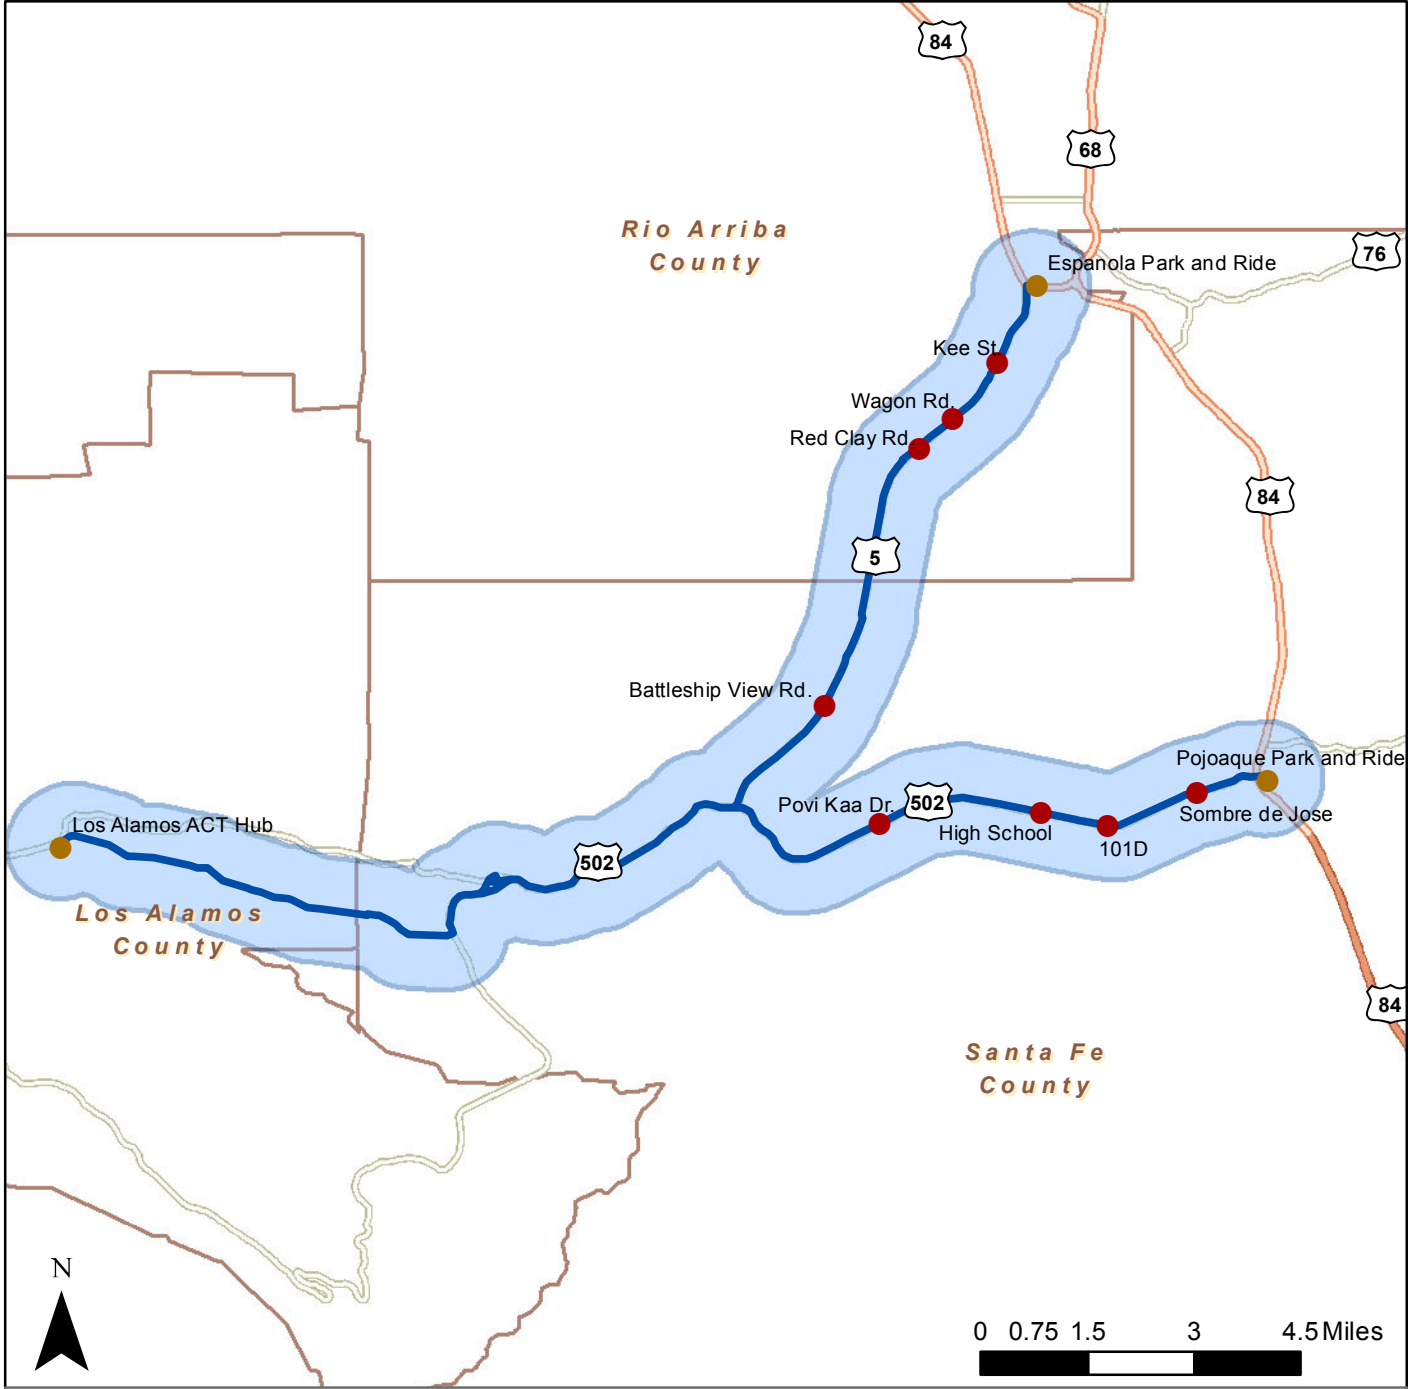 84
68
Rio Arriba
County
76
Espanola Park and Ride
Kee St.
Wagon Rd.
Red Clay Rd.
84
5
Battleship View Rd.
Pojoaque Park and Ride
Povi Kaa Dr.
502
Sombre de Jose
High School
101D
Los Alamos ACT Hub
502
Los Alamos
County
84
Santa Fe
County
N
0 0.75 1.5 3 4.5 Miles